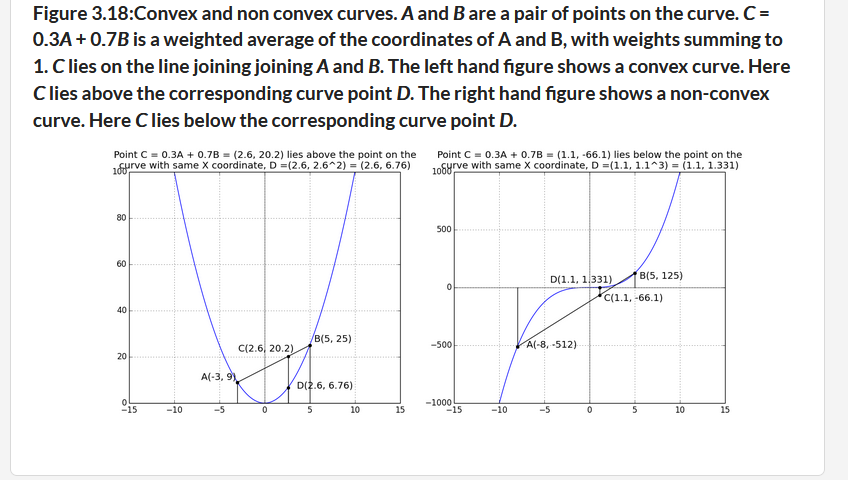 Figure 3.18:Convex and non convex curves. A and B are a pair of points on the curve. C =
0.3A + 0.7B is a weighted average of the coordinates of A and B, with weights summing to
1. C lies on the line joining joining A and B. The left hand figure shows a convex curve. Here
C lies above the corresponding curve point D. The right hand figure shows a non-convex
curve. Here C lies below the corresponding curve point D.
Point C = 0.3A + 0.7B = (2.6, 20.2) lies above the point on the
curve with same X coordinate, D =(2.6, 2.6^2) = (2.6, 6.76)
100
80
60
40
20
0
B(5, 25)
C(2.6, 20.2)
A(-3, 9)
D(2.6, 6.76)
−15 −10 −5 0 5 10 15
Point C = 0.3A + 0.7B = (1.1, -66.1) lies below the point on the
curve with same X coordinate, D =(1.1, 1.1^3) = (1.1, 1.331)
1000
500
0
−500
−1000
D(1.1, 1.331)
B(5, 125)
C(1.1, -66.1)
A(-8, -512)
−15 −10 −5 0 5 10 15